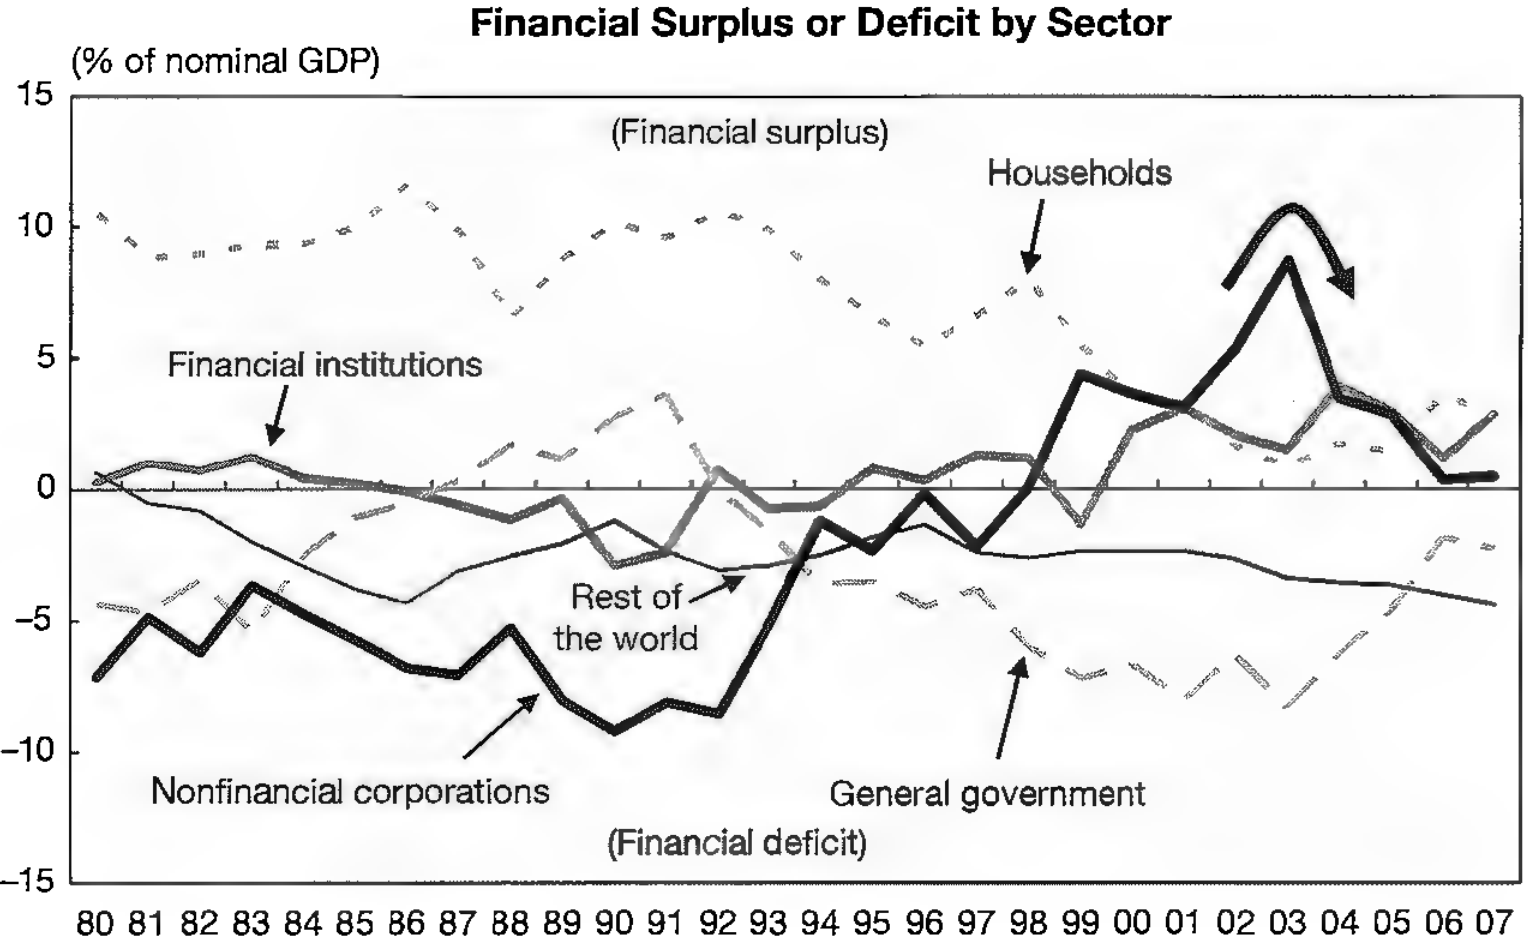 Financial Surplus or Deficit by Sector
(% of nominal GDP)
15
(Financial surplus)
Households
10
5
Financial institutions
0
Rest of
the world
−5
−10
Nonfinancial corporations
General government
(Financial deficit)
−15
80 81 82 83 84 85 86 87 88 89 90 91 92 93 94 95 96 97 98 99 00 01 02 03 04 05 06 07